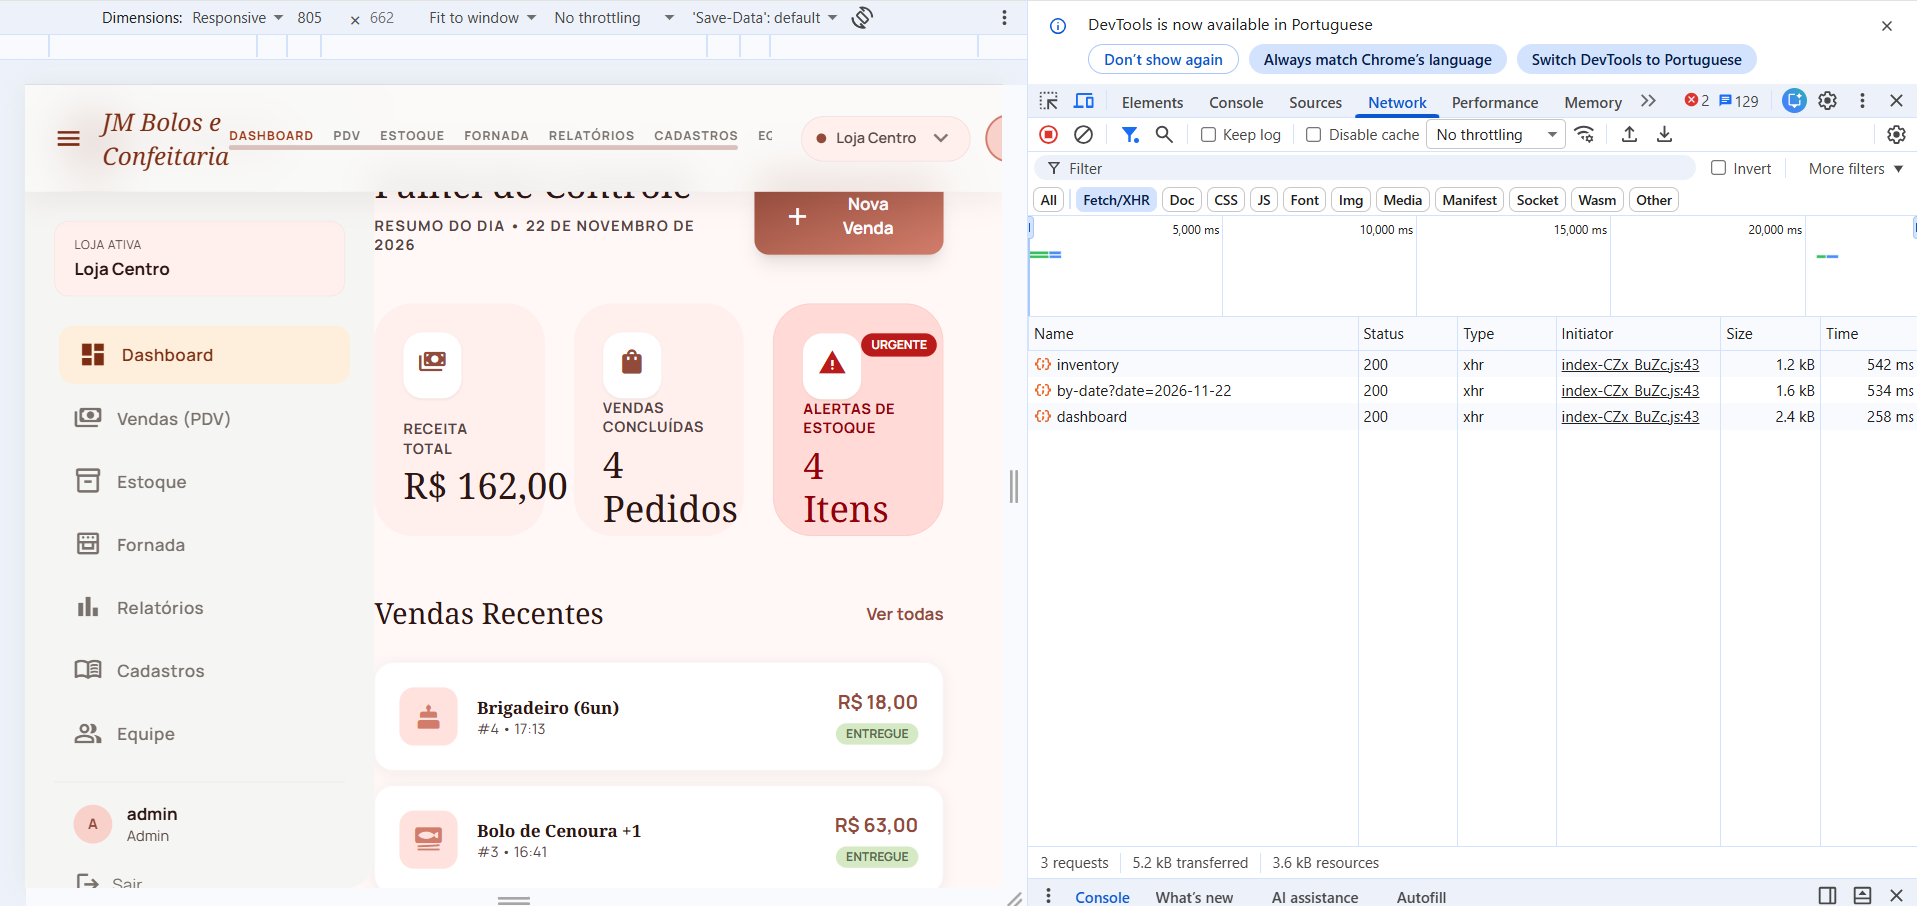 Dimensions: Responsive 805 × 662 Fit to window No throttling 'Save-Data': default
JM Bolos e
Confeitaria
DASHBOARD PDV ESTOQUE FORNADA RELATÓRIOS CADASTROS
Loja Centro
LOJA ATIVA
Loja Centro
Dashboard
Vendas (PDV)
Estoque
Fornada
Relatórios
Cadastros
Equipe
A
admin
Admin
Sair
Painel de Controle
RESUMO DO DIA • 22 DE NOVEMBRO DE
2026
+ Nova
Venda
RECEITA
TOTAL
R$ 162,00
VENDAS
CONCLUÍDAS
4
Pedidos
URGENTE
ALERTAS DE
ESTOQUE
4
Itens
Vendas Recentes
Ver todas
Brigadeiro (6un)
#4 • 17:13
R$ 18,00
ENTREGUE
Bolo de Cenoura +1
#3 • 16:41
R$ 63,00
ENTREGUE
DevTools is now available in Portuguese
Don't show again Always match Chrome's language Switch DevTools to Portuguese
Elements Console Sources Network Performance Memory 2 129
Keep log Disable cache No throttling
Filter Invert More filters
All Fetch/XHR Doc CSS JS Font Img Media Manifest Socket Wasm Other
5,000 ms 10,000 ms 15,000 ms 20,000 ms
Name Status Type Initiator Size Time
inventory 200 xhr index-CZx_BuZc.js:43 1.2 kB 542 ms
by-date?date=2026-11-22 200 xhr index-CZx_BuZc.js:43 1.6 kB 534 ms
dashboard 200 xhr index-CZx_BuZc.js:43 2.4 kB 258 ms
3 requests 5.2 kB transferred 3.6 kB resources
Console What's new AI assistance Autofill